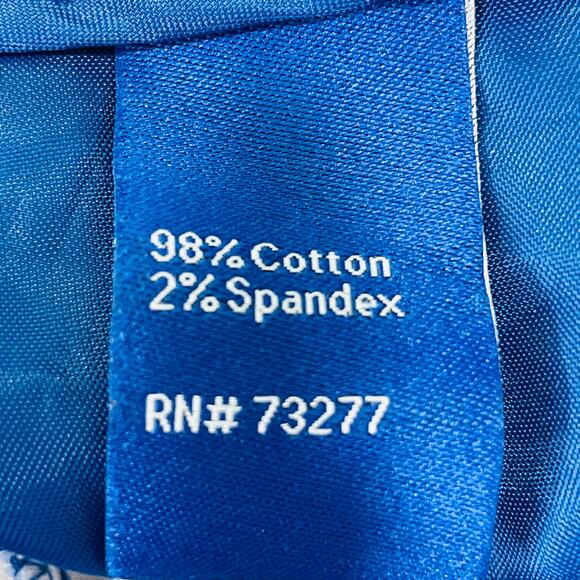 98% Cotton
2% Spandex
RN# 73277